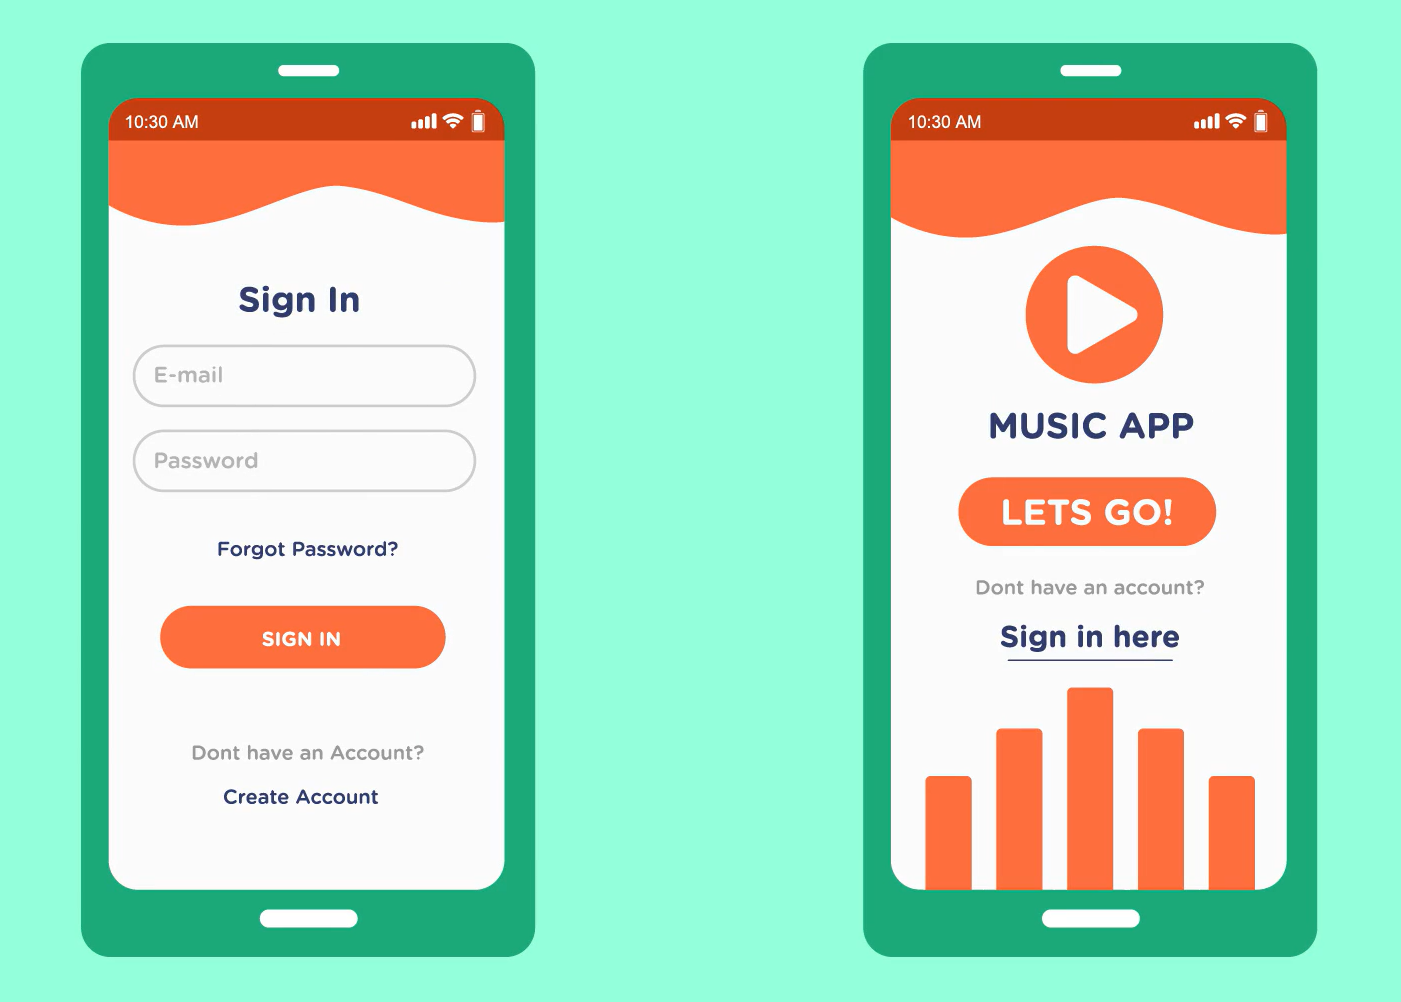 10:30 AM
Sign In
E-mail
Password
Forgot Password?
SIGN IN
Dont have an Account?
Create Account
10:30 AM
MUSIC APP
LETS GO!
Dont have an account?
Sign in here